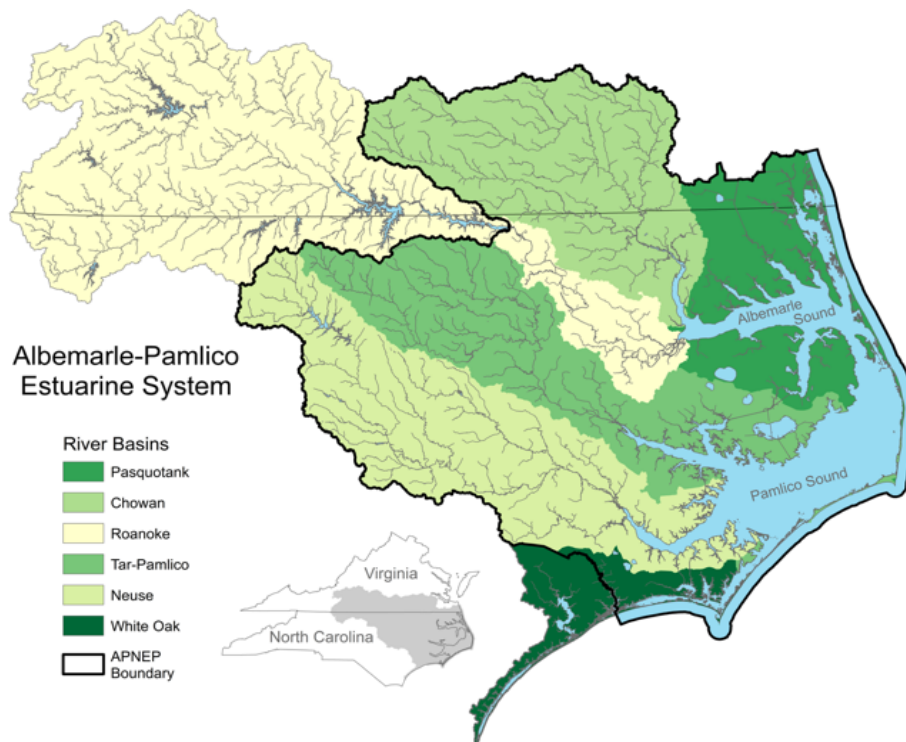 Albemarle
Sound
Albemarle-Pamlico
Estuarine System
River Basins
Pasquotank
Chowan
Roanoke
Tar-Pamlico
Neuse
White Oak
APNEP
Boundary
Pamlico Sound
Virginia
North Carolina